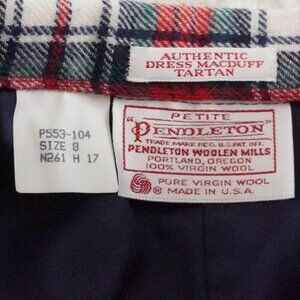 AUTHENTIC
DRESS MACDUFF
TARTAN
P553-104
SIZE 8
N261 H 17
PETITE
"PENDLETON"
TRADE MARK REG. U.S. PAT. OFF.
PENDLETON WOOLEN MILLS
PORTLAND, OREGON
100% VIRGIN WOOL
PURE VIRGIN WOOL
® MADE IN U.S.A.